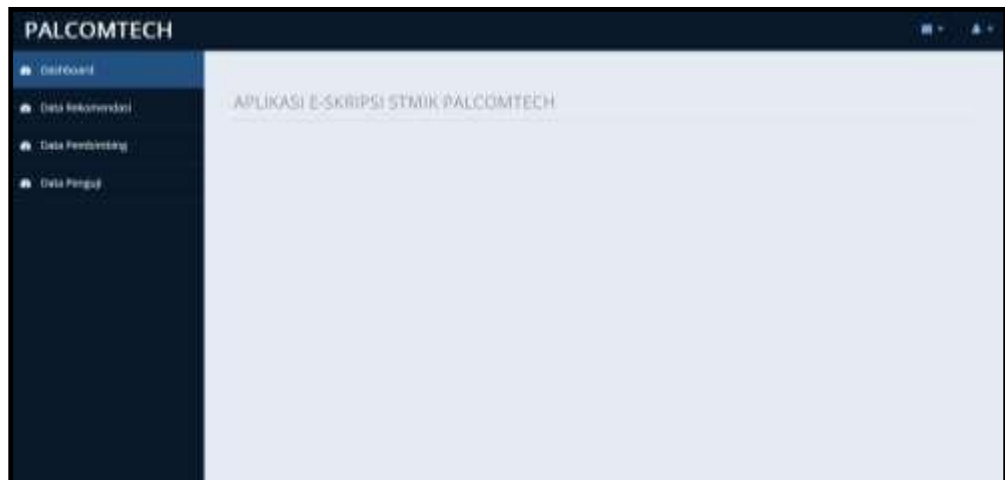 PALCOMTECH
Dashboard
Data Rekomendasi
Data Pembimbing
Data Penguji
APLIKASI E-SKRIPSI STMIK PALCOMTECH